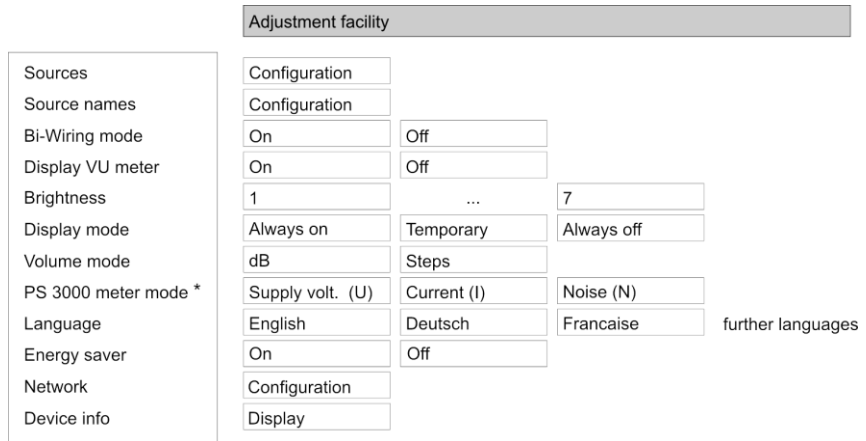 Adjustment facility
Sources Configuration
Source names Configuration
Bi-Wiring mode On Off
Display VU meter On Off
Brightness 1 ... 7
Display mode Always on Temporary Always off
Volume mode dB Steps
PS 3000 meter mode * Supply volt. (U) Current (I) Noise (N)
Language English Deutsch Francaise further languages
Energy saver On Off
Network Configuration
Device info Display